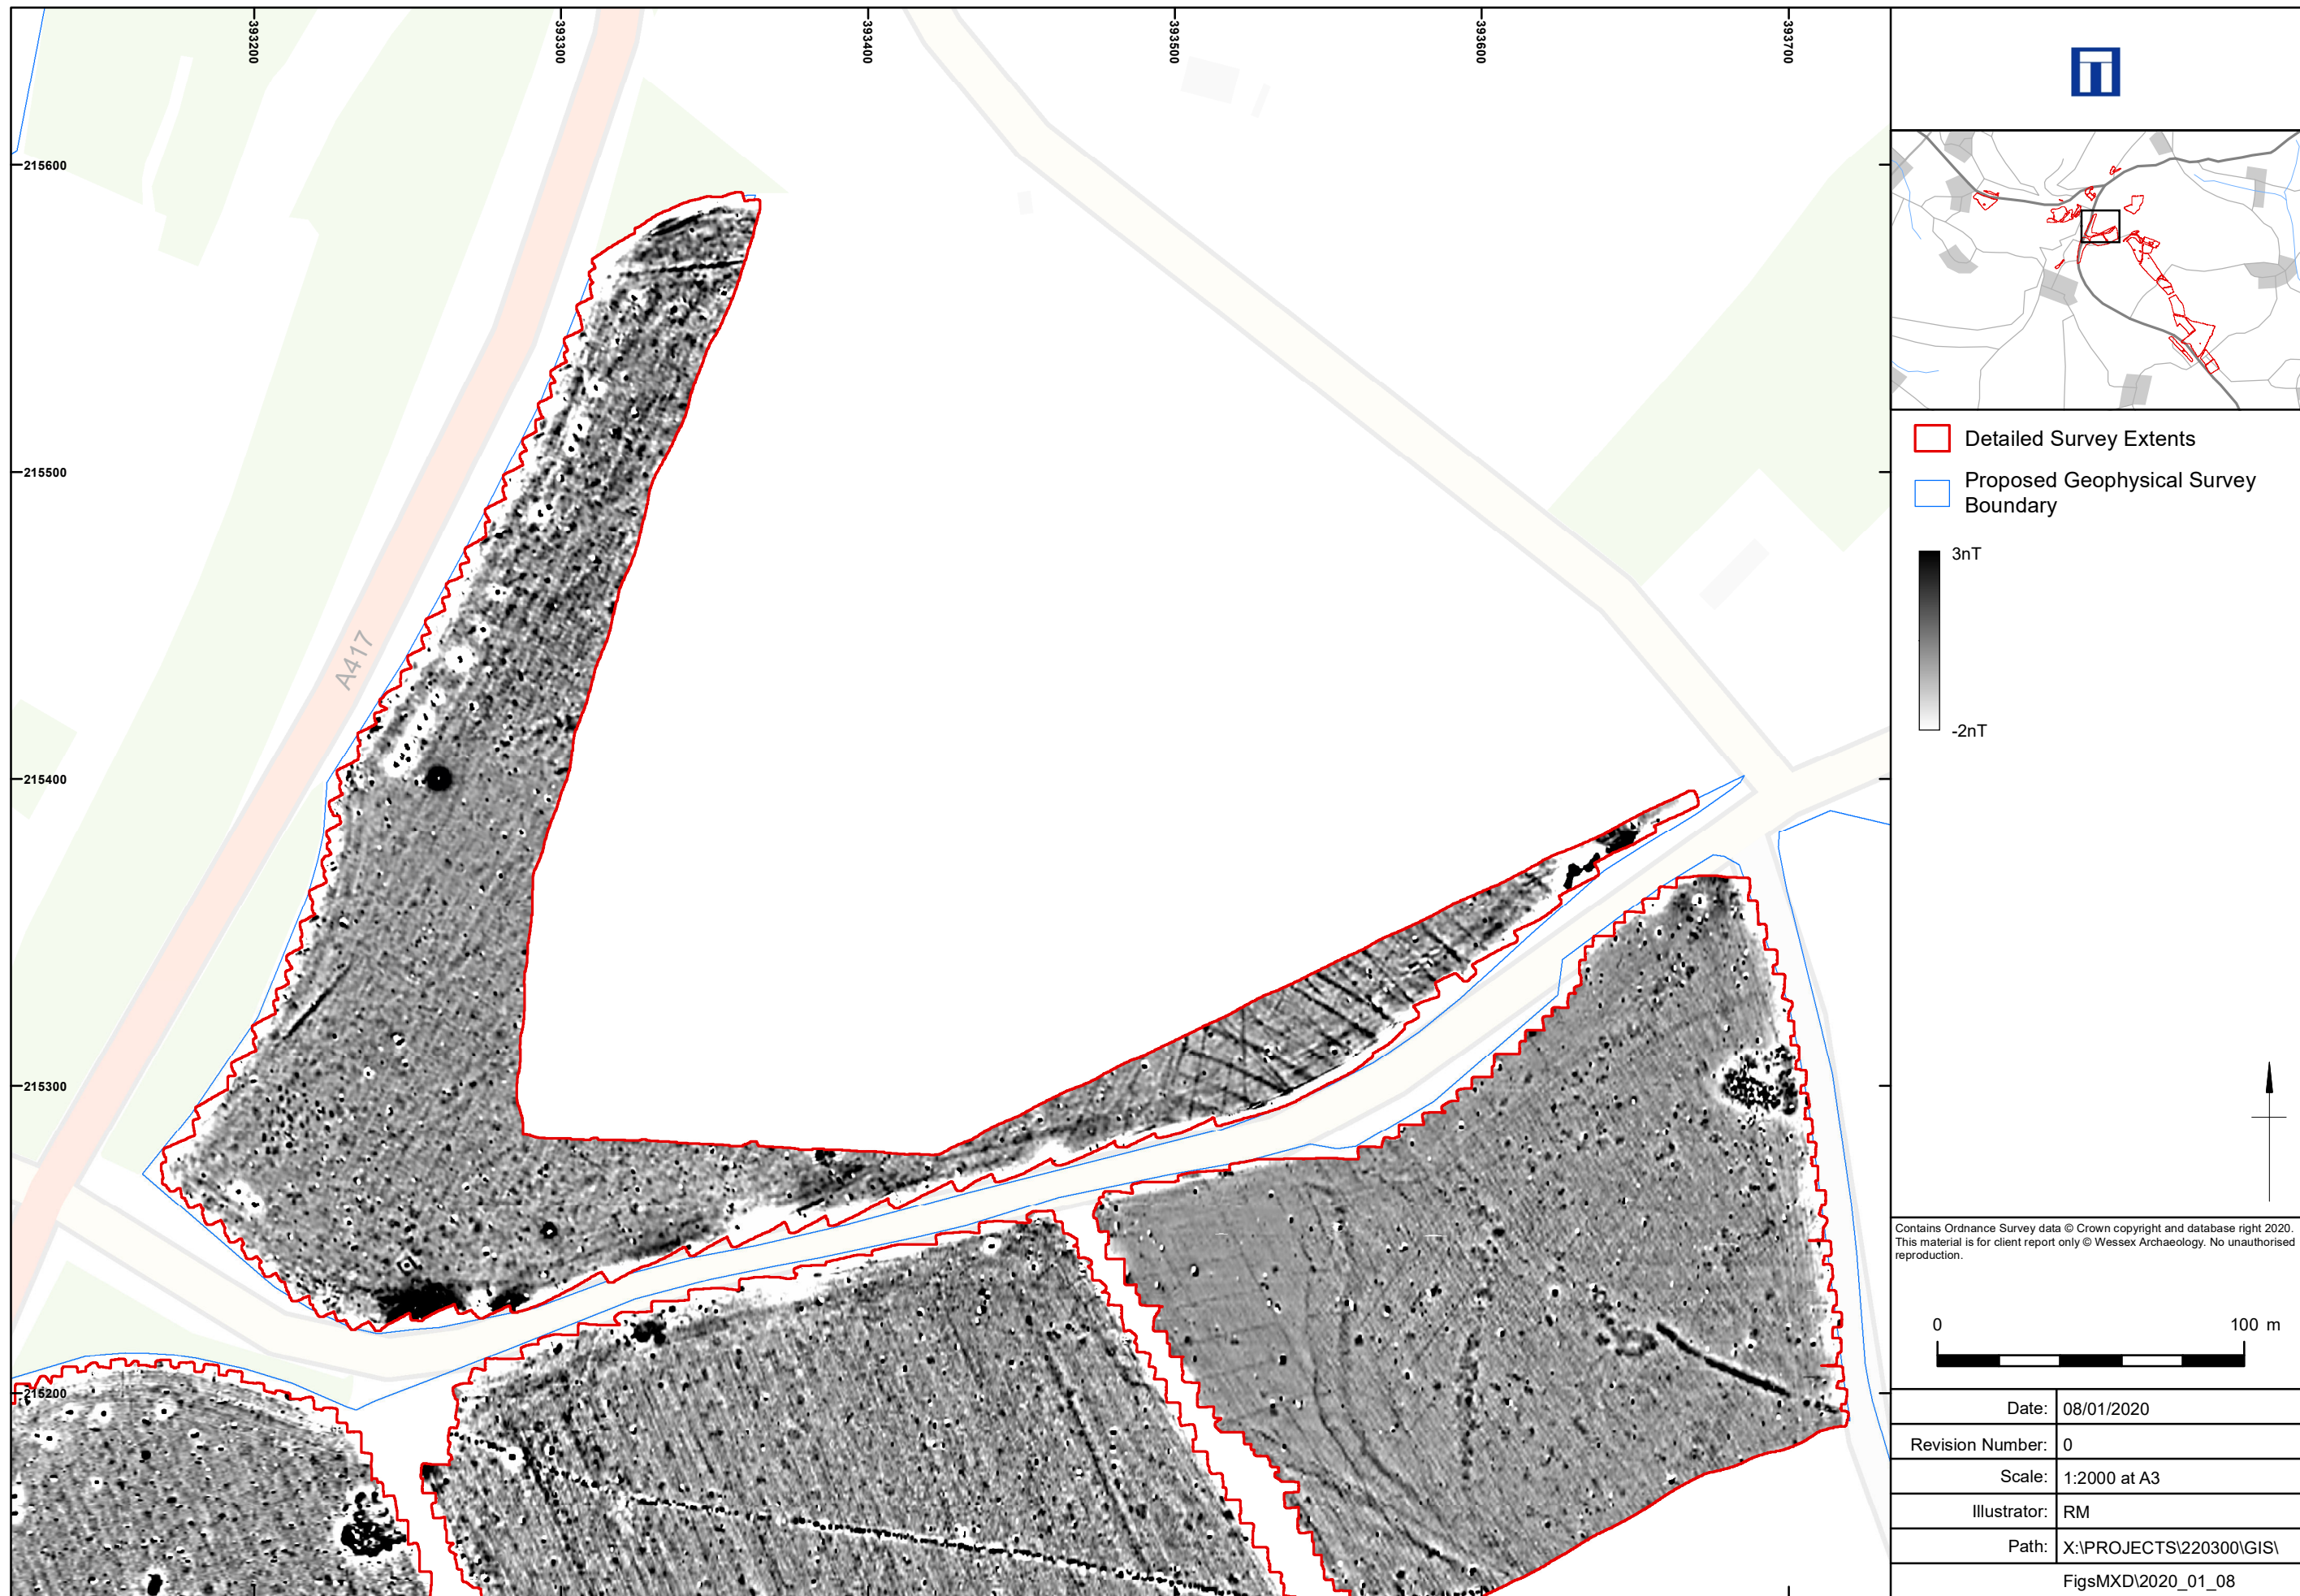 393200
393300
393400
393500
393600
393700
215600
215500
215400
215300
215200
A417
Detailed Survey Extents
Proposed Geophysical Survey
Boundary
3nT
-2nT
Contains Ordnance Survey data © Crown copyright and database right 2020.
This material is for client report only © Wessex Archaeology. No unauthorised
reproduction.
0 100 m
Date: 08/01/2020
Revision Number: 0
Scale: 1:2000 at A3
Illustrator: RM
Path: X:\PROJECTS\220300\GIS\
FigsMXD\2020_01_08